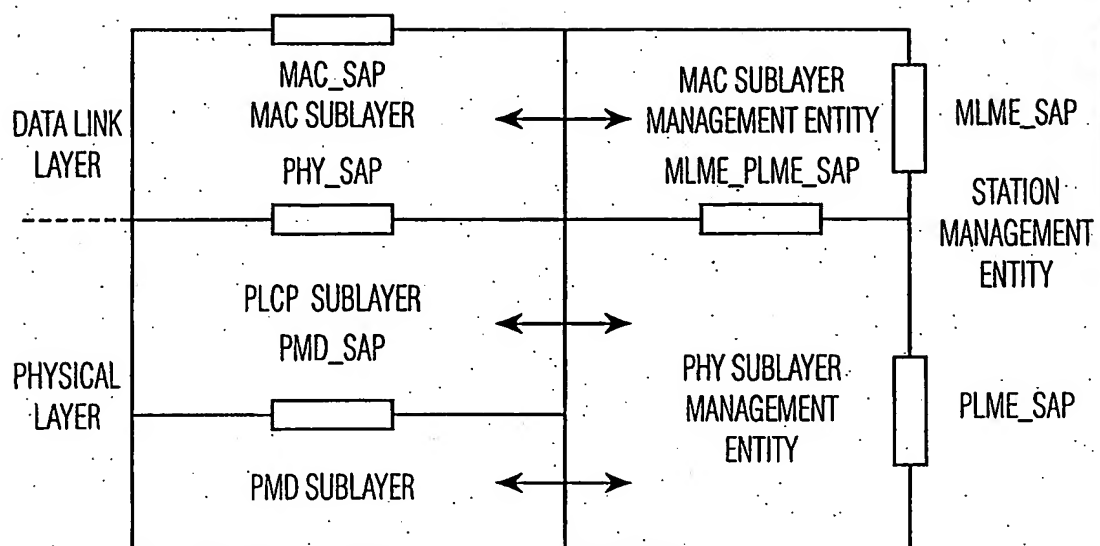 MAC_SAP
MAC SUBLAYER
DATA LINK
LAYER
PHY_SAP
MAC SUBLAYER
MANAGEMENT ENTITY
MLME_PLME_SAP
MLME_SAP
STATION
MANAGEMENT
ENTITY
PLCP SUBLAYER
PMD_SAP
PHYSICAL
LAYER
PHY SUBLAYER
MANAGEMENT
ENTITY
PLME_SAP
PMD SUBLAYER